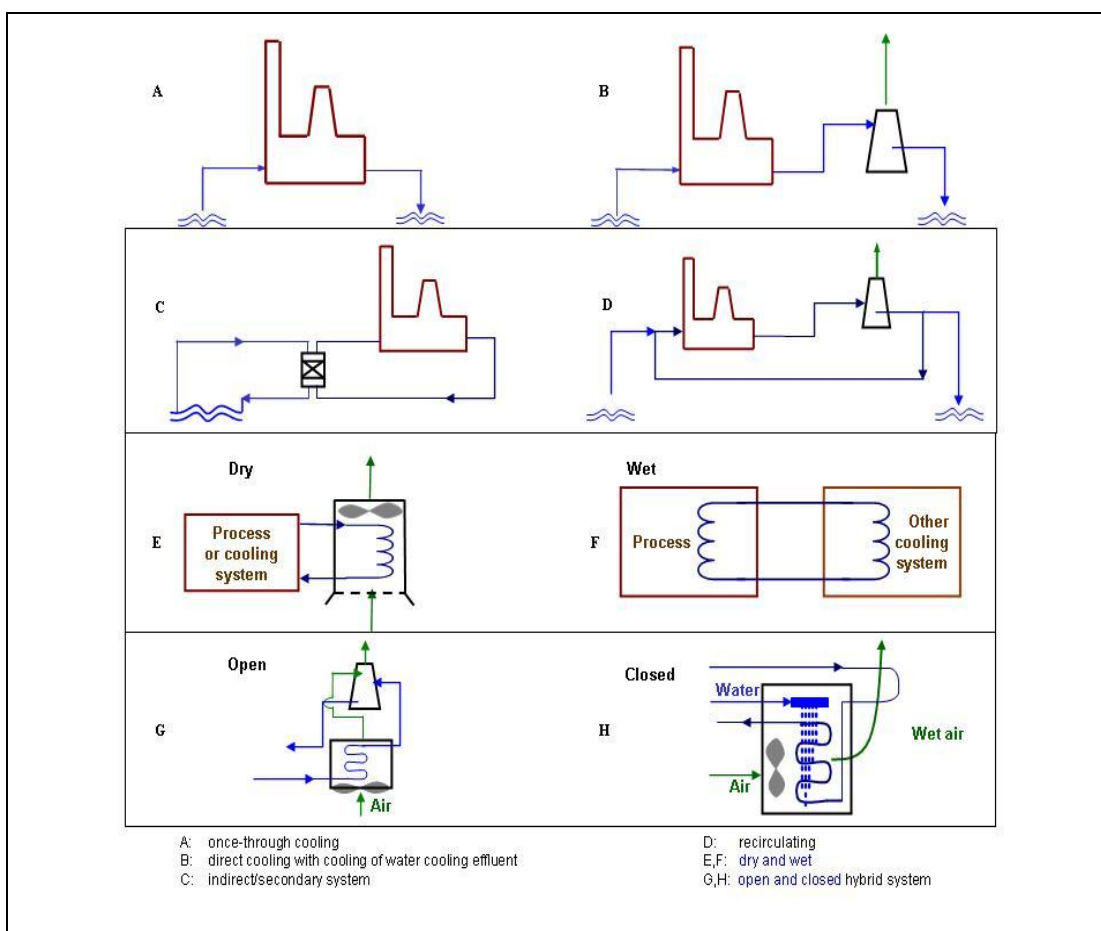 A
B
C
D
Dry
Wet
E
Process
or cooling
system
F
Process
Other
cooling
system
Open
Closed
Water
G
H
Wet air
Air
Air
A: once-through cooling
B: direct cooling with cooling of water cooling effluent
C: indirect/secondary system
D: recirculating
E,F: dry and wet
G,H: open and closed hybrid system